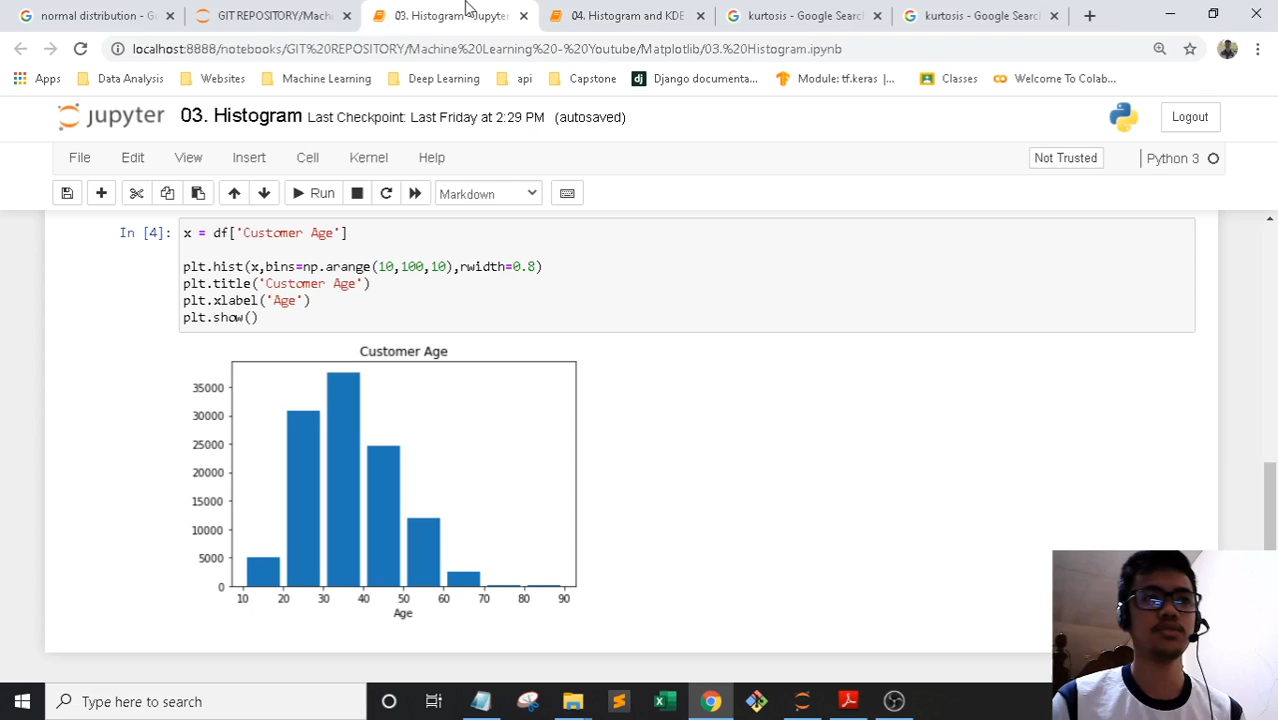 normal distribution - Go
GIT REPOSITORY/Machi
03. Histogram - Jupyter
04. Histogram and KDE
kurtosis - Google Searc
kurtosis - Google Searc
localhost:8888/notebooks/GIT%20REPOSITORY/Machine%20Learning%20-%20Youtube/Matplotlib/03.%20Histogram.ipynb
Apps Data Analysis Websites Machine Learning Deep Learning api Capstone dj Django documenta... Module: tf.keras |... Classes Welcome To Colab...
jupyter 03. Histogram Last Checkpoint: Last Friday at 2:29 PM (autosaved) Logout
File Edit View Insert Cell Kernel Help Not Trusted Python 3
Run Markdown
In [4]: x = df['Customer Age']
plt.hist(x,bins=np.arange(10,100,10),rwidth=0.8)
plt.title('Customer Age')
plt.xlabel('Age')
plt.show()
Customer Age
35000
30000
25000
20000
15000
10000
5000
0
10 20 30 40 50 60 70 80 90
Age
Type here to search